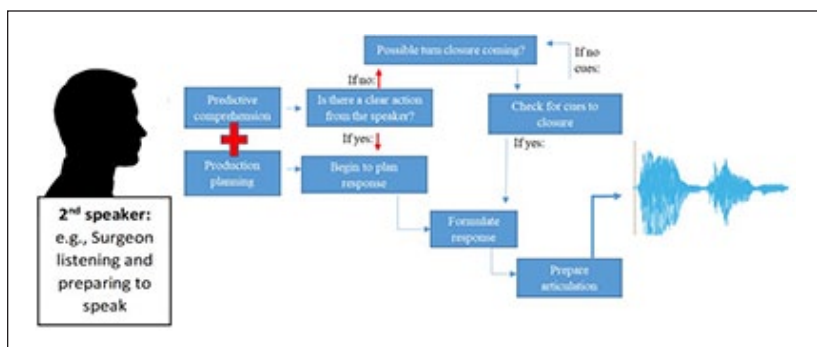 Possible turn closure coming?
If no
cues:
If no:
Predictive
comprehension
Is there a clear action
from the speaker?
Check for cues to
closure
If yes:
If yes:
Production
planning
Begin to plan
response
2nd speaker:
e.g., Surgeon
listening and
preparing to
speak
Formulate
response
Prepare
articulation